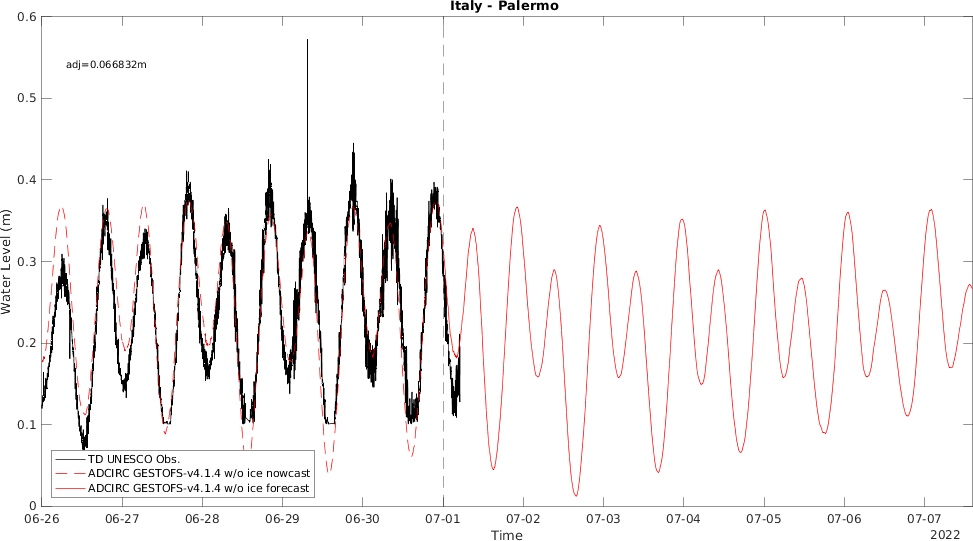 Italy - Palermo
0.6
adj=0.066832m
0.5
0.4
0.3
Water Level (m)
0.2
0.1
TD UNESCO Obs.
ADCIRC GESTOFS-v4.1.4 w/o ice nowcast
ADCIRC GESTOFS-v4.1.4 w/o ice forecast
0
06-26 06-27 06-28 06-29 06-30 07-01 07-02 07-03 07-04 07-05 07-06 07-07
Time 2022